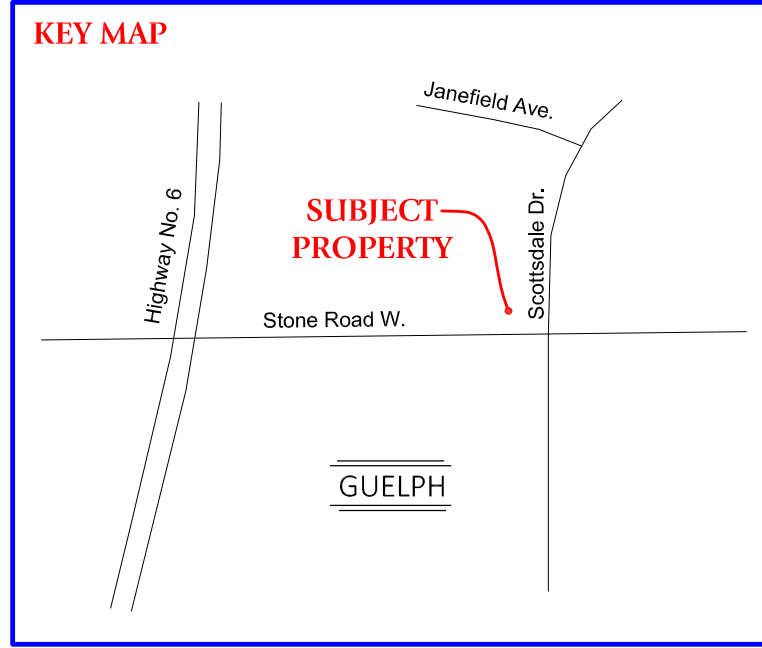 KEY MAP
Janefield Ave.
Highway No. 6
SUBJECT
PROPERTY
Scottsdale Dr.
Stone Road W.
GUELPH